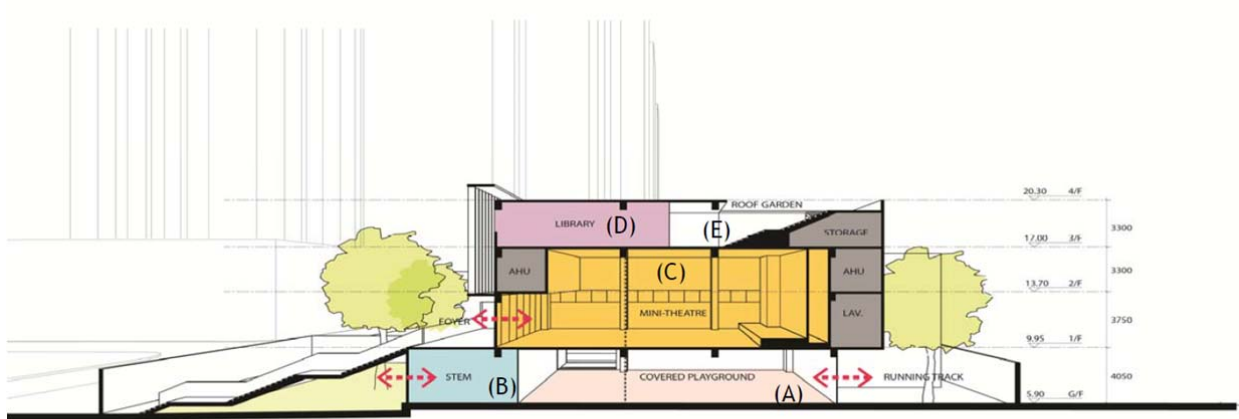 20.30 4/F
ROOF GARDEN
LIBRARY (D)
(E)
STORAGE
3300
17.00 3/F
AHU
(C)
AHU
3300
13.70 2/F
FOYER
MINI-THEATRE
LAV.
3750
9.95 1/F
STEM (B)
COVERED PLAYGROUND (A)
RUNNING TRACK
4050
5.90 G/F